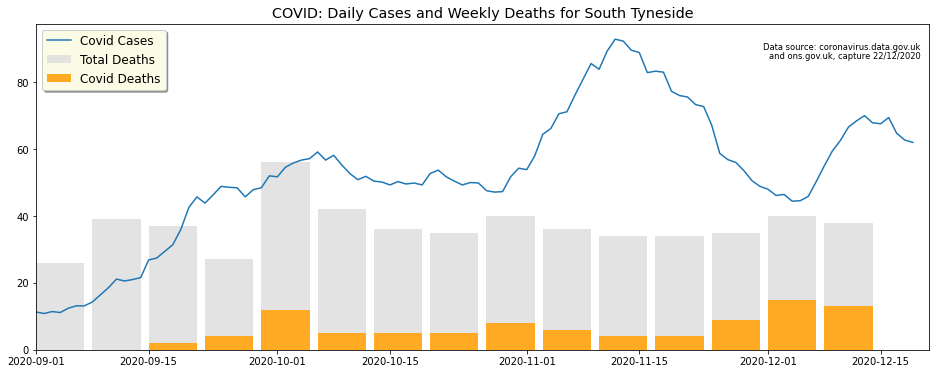 COVID: Daily Cases and Weekly Deaths for South Tyneside
Covid Cases
Total Deaths
Covid Deaths
Data source: coronavirus.data.gov.uk
and ons.gov.uk, capture 22/12/2020
80
60
40
20
0
2020-09-01
2020-09-15
2020-10-01
2020-10-15
2020-11-01
2020-11-15
2020-12-01
2020-12-15